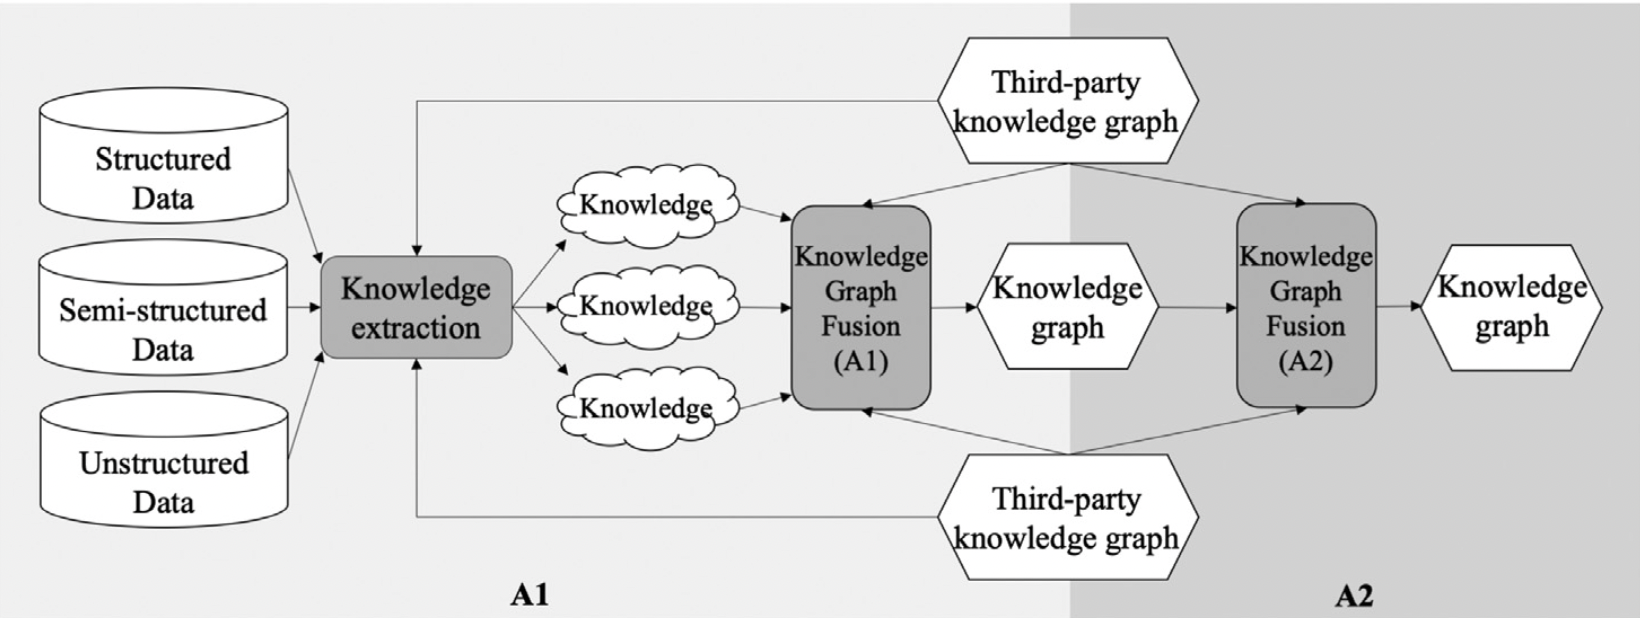 Third-party
knowledge graph
Structured
Data
Semi-structured
Data
Unstructured
Data
Knowledge
extraction
Knowledge
Knowledge
Knowledge
Knowledge
Graph
Fusion
(A1)
Knowledge
graph
Knowledge
Graph
Fusion
(A2)
Knowledge
graph
Third-party
knowledge graph
A1
A2